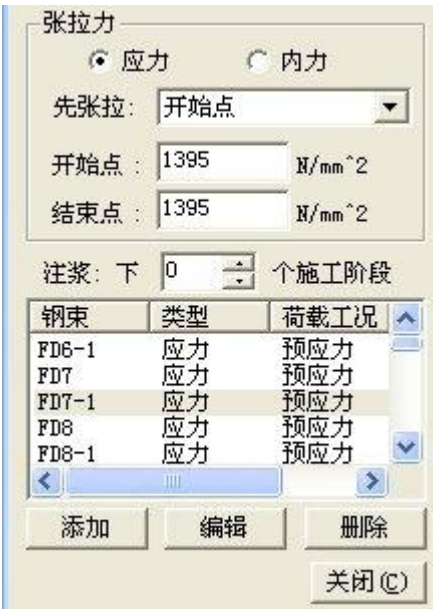 张拉力
应力 内力
先张拉: 开始点
开始点 : 1395 N/mm^2
结束点 : 1395 N/mm^2
注浆: 下 0 个施工阶段
钢束 类型 荷载工况
FD6-1 应力 预应力
FD7 应力 预应力
FD7-1 应力 预应力
FD8 应力 预应力
FD8-1 应力 预应力
添加 编辑 删除
关闭(C)